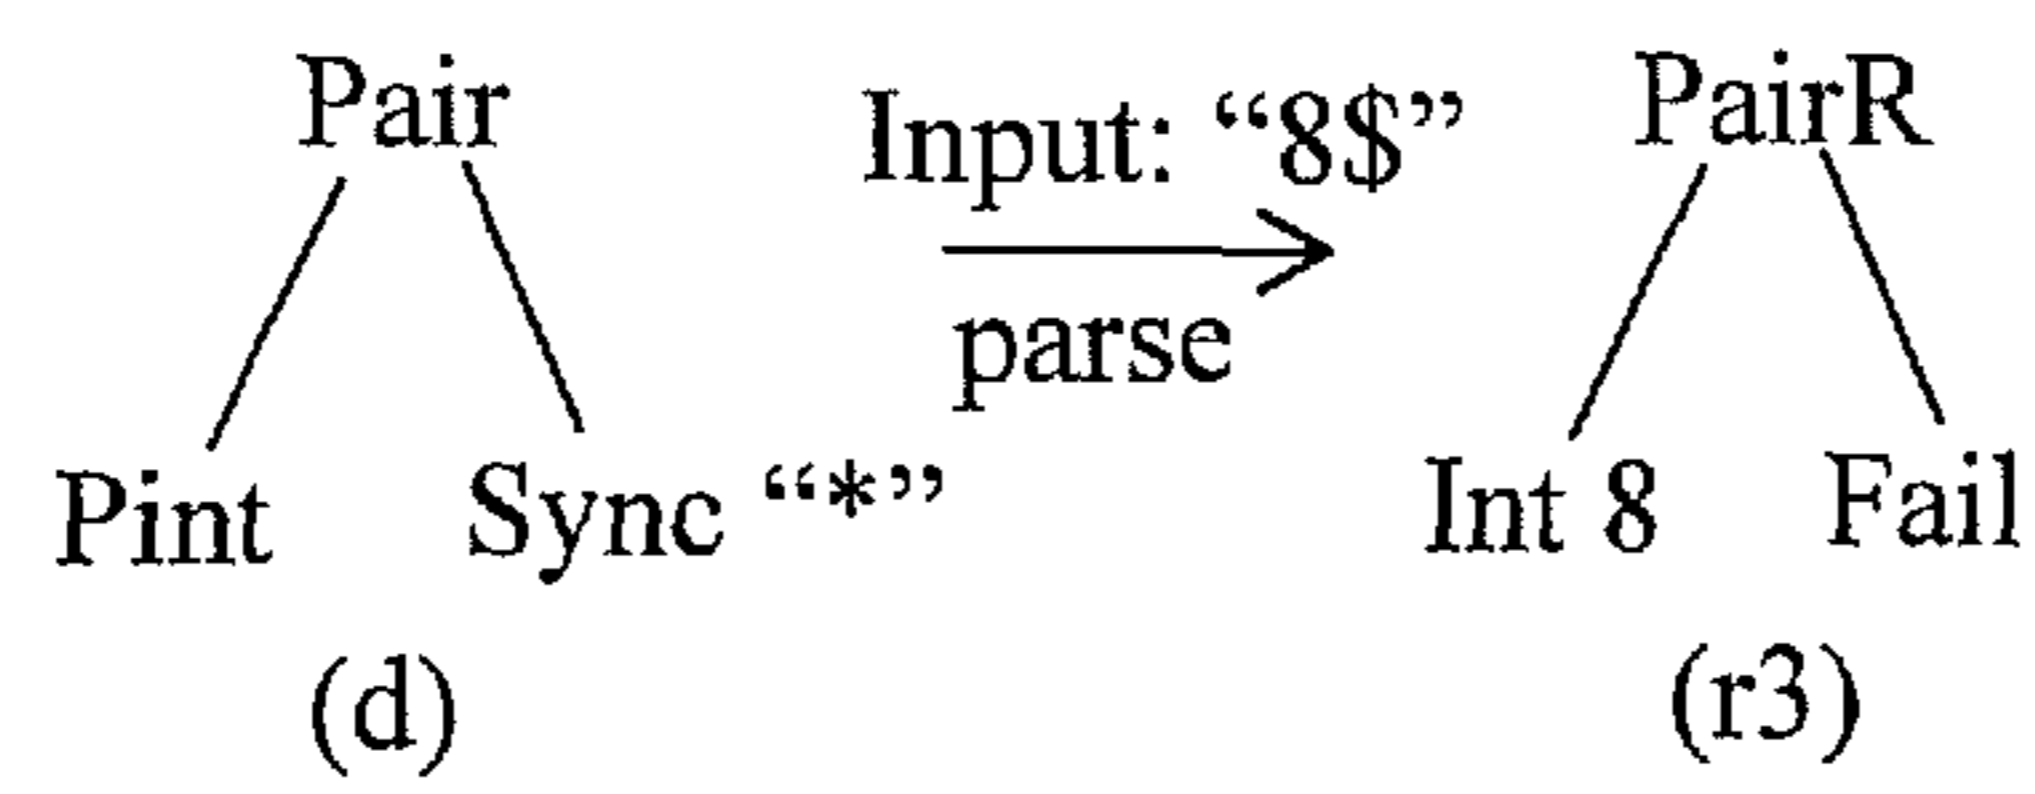 Pair
Input: “8$”
PairR
parse
Pint
Sync “*”
Int 8
Fail
(d)
(r3)